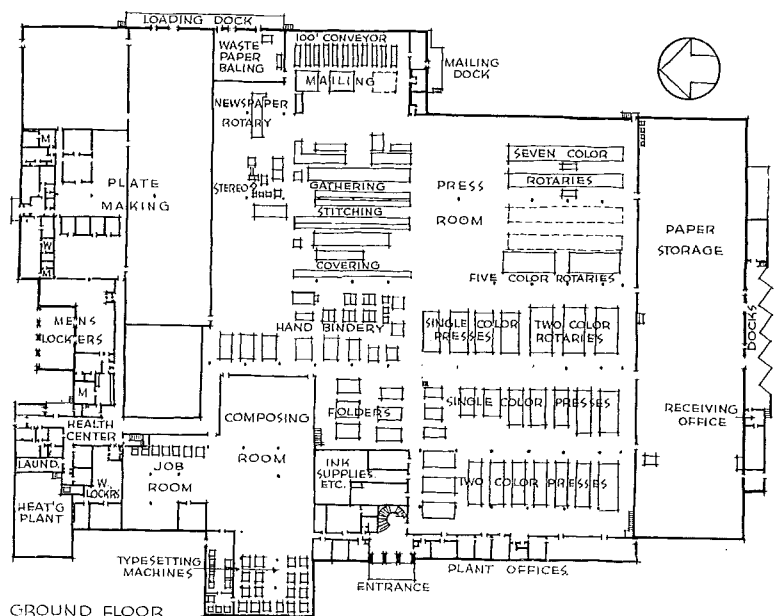 LOADING DOCK
WASTE
PAPER
BALING
100' CONVEYOR
MAILING
MAILING
DOCK
NEWSPAPER
ROTARY
M
PLATE
MAKING
STEREO?
GATHERING
STITCHING
COVERING
PRESS
ROOM
SEVEN COLOR
ROTARIES
FIVE COLOR ROTARIES
PAPER
STORAGE
W
M
MEN'S
LOCKERS
HAND BINDERY
SINGLE COLOR
PRESSES
TWO COLOR
ROTARIES
DOCKS
M
HEALTH
CENTER
COMPOSING
ROOM
FOLDERS
SINGLE COLOR PRESSES
RECEIVING
OFFICE
LAUND.
W.
LOCKRS
JOB
ROOM
INK
SUPPLIES
ETC.
TWO COLOR PRESSES
HEAT'G
PLANT
TYPESETTING
MACHINES
ENTRANCE
PLANT OFFICES
GROUND FLOOR